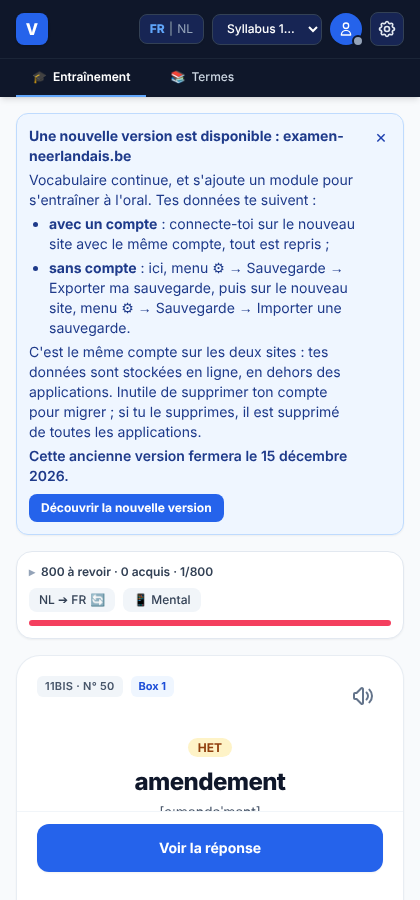 V
FR | NL
Syllabus 1...
🎓 Entraînement
📚 Termes
Une nouvelle version est disponible : examen-
neerlandais.be
×
Vocabulaire continue, et s'ajoute un module pour
s'entraîner à l'oral. Tes données te suivent :
• avec un compte : connecte-toi sur le nouveau
site avec le même compte, tout est repris ;
• sans compte : ici, menu ⚙ → Sauvegarde →
Exporter ma sauvegarde, puis sur le nouveau
site, menu ⚙ → Sauvegarde → Importer une
sauvegarde.
C'est le même compte sur les deux sites : tes
données sont stockées en ligne, en dehors des
applications. Inutile de supprimer ton compte
pour migrer ; si tu le supprimes, il est supprimé
de toutes les applications.
Cette ancienne version fermera le 15 décembre
2026.
Découvrir la nouvelle version
▸ 800 à revoir · 0 acquis · 1/800
NL → FR 🔄
📱 Mental
11BIS · N° 50
Box 1
HET
amendement
Voir la réponse